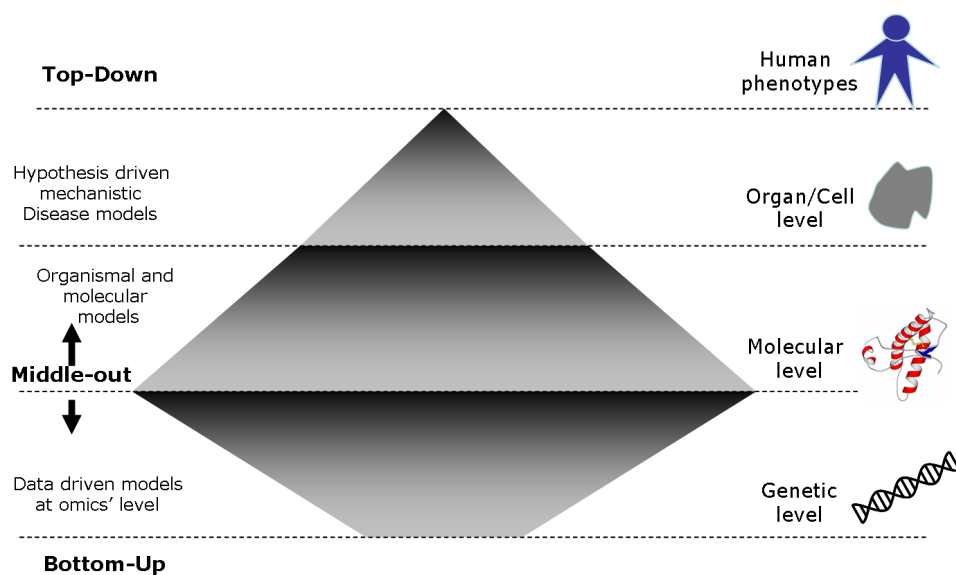 Top-Down
Human
phenotypes
Hypothesis driven
mechanistic
Disease models
Organ/Cell
level
Organismal and
molecular
models
Middle-out
Molecular
level
Data driven models
at omics’ level
Genetic
level
Bottom-Up